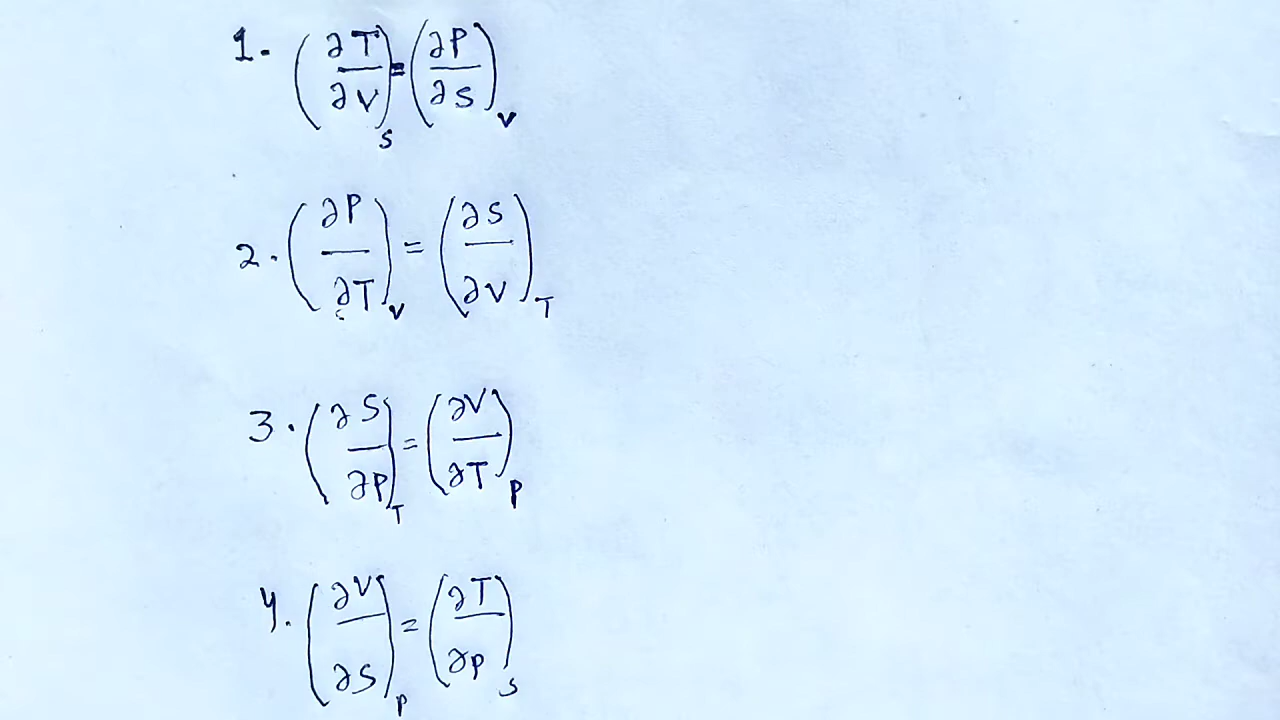 1. (∂T/∂V)_S = (∂P/∂S)_V
2. (∂P/∂T)_V = (∂S/∂V)_T
3. (∂S/∂P)_T = (∂V/∂T)_P
4. (∂V/∂S)_P = (∂T/∂P)_S